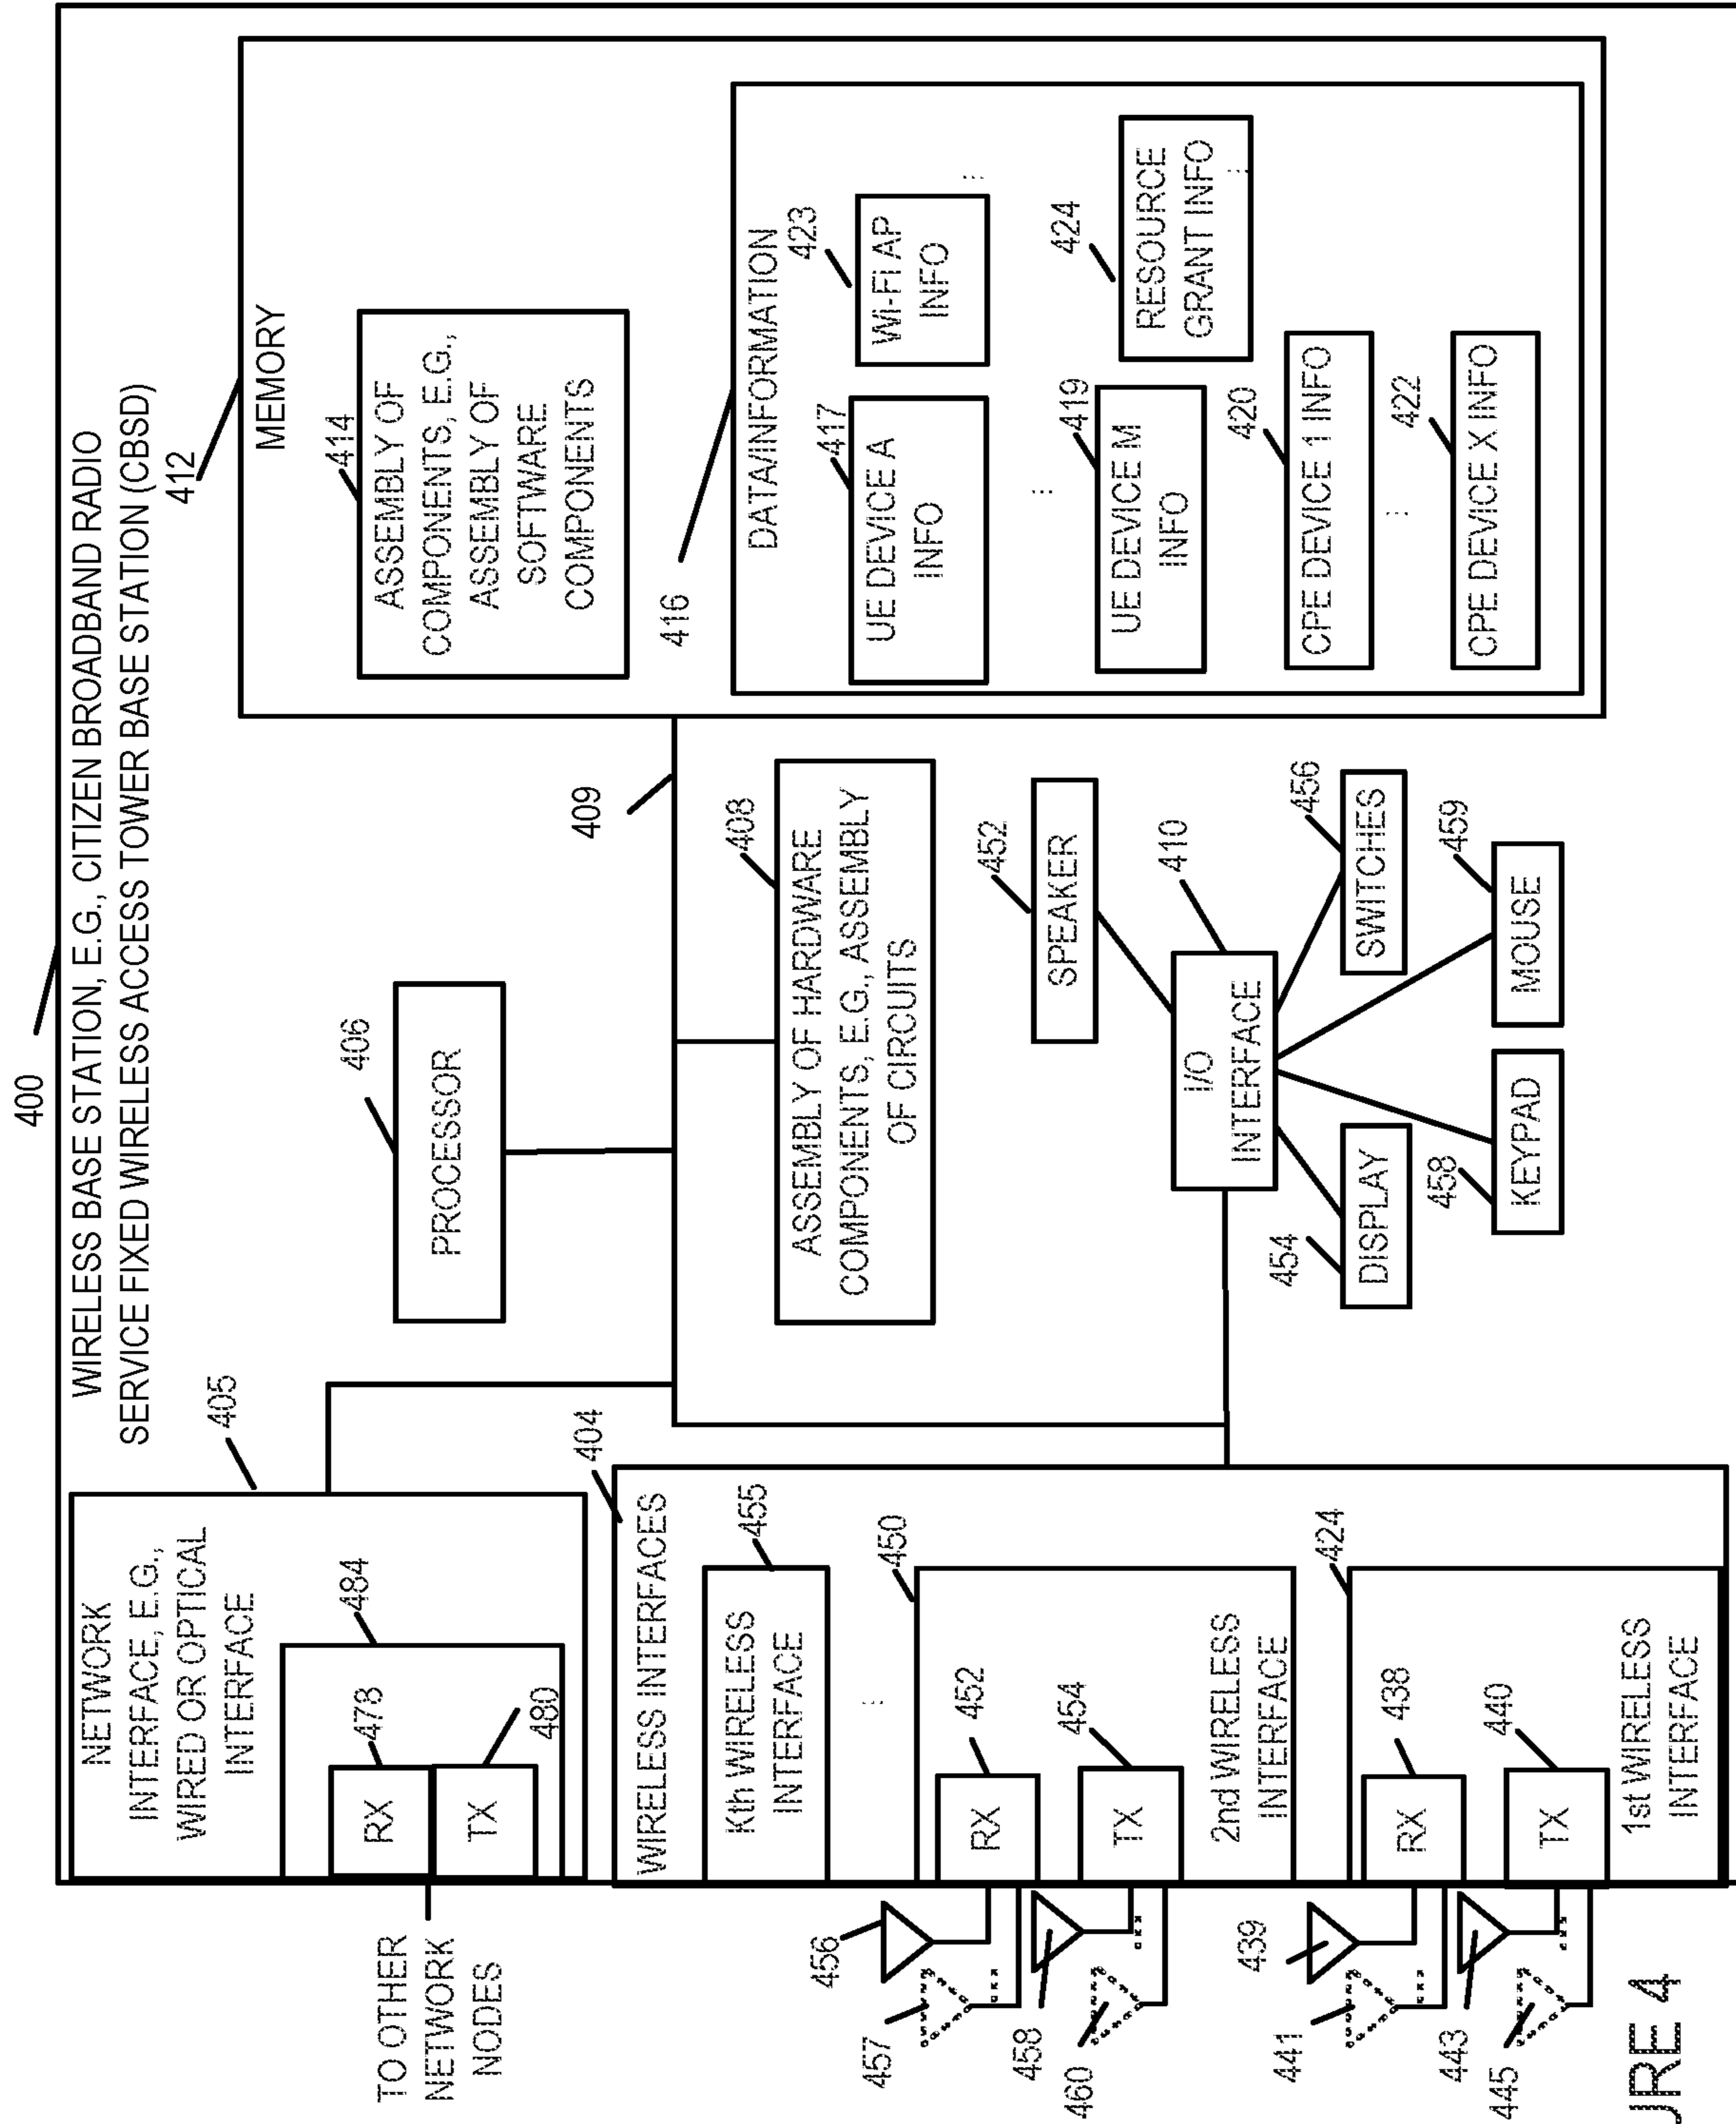 400
WIRELESS BASE STATION, E.G., CITIZEN BROADBAND RADIO
SERVICE FIXED WIRELESS ACCESS TOWER BASE STATION (CBSD)
412
405
NETWORK
INTERFACE, E.G.,
WIRED OR OPTICAL
INTERFACE
484
478
RX
TX
480
TO OTHER
NETWORK
NODES
406
PROCESSOR
409
MEMORY
414
ASSEMBLY OF
COMPONENTS, E.G.,
ASSEMBLY OF
SOFTWARE
COMPONENTS
416
DATA/INFORMATION
417
UE DEVICE A
INFO
423
Wi-Fi AP
INFO
419
UE DEVICE M
INFO
424
RESOURCE
GRANT INFO
420
CPE DEVICE 1 INFO
422
CPE DEVICE X INFO
404
WIRELESS INTERFACES
455
Kth WIRELESS
INTERFACE
450
452
RX
454
TX
2nd WIRELESS
INTERFACE
456
457
458
460
424
438
RX
440
TX
1st WIRELESS
INTERFACE
439
441
443
445
408
ASSEMBLY OF HARDWARE
COMPONENTS, E.G., ASSEMBLY
OF CIRCUITS
452
SPEAKER
410
I/O
INTERFACE
456
SWITCHES
459
MOUSE
454
DISPLAY
458
KEYPAD
JRE 4